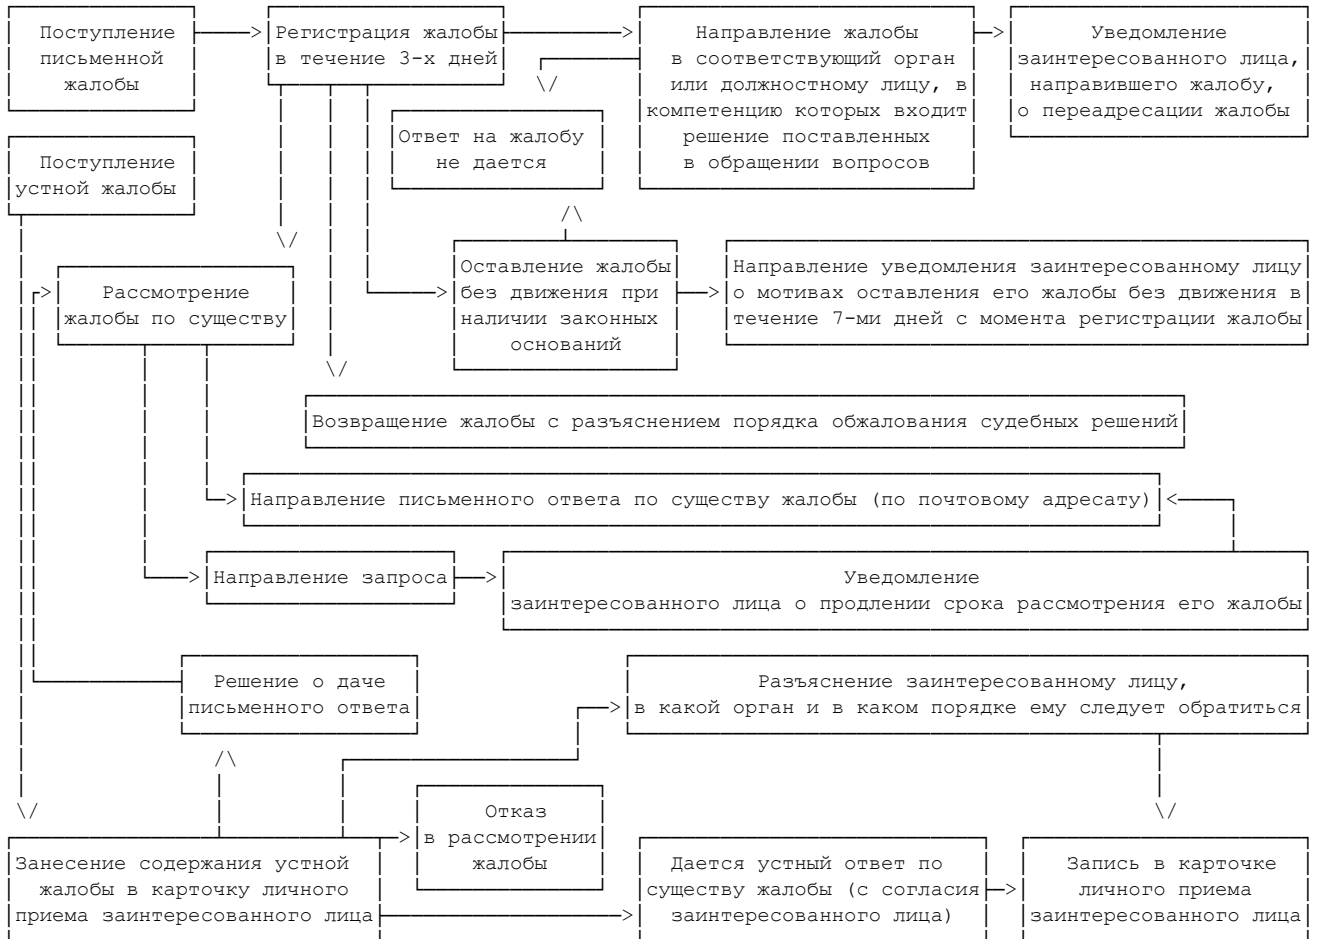 Поступление
письменной
жалобы
Регистрация жалобы
в течение 3-х дней
Направление жалобы
в соответствующий орган
или должностному лицу, в
компетенцию которых входит
решение поставленных
в обращении вопросов
Уведомление
заинтересованного лица,
направившего жалобу,
о переадресации жалобы
Ответ на жалобу
не дается
Поступление
устной жалобы
Рассмотрение
жалобы по существу
Оставление жалобы
без движения при
наличии законных
оснований
Направление уведомления заинтересованному лицу
о мотивах оставления его жалобы без движения в
течение 7-ми дней с момента регистрации жалобы
Возвращение жалобы с разъяснением порядка обжалования судебных решений
Направление письменного ответа по существу жалобы (по почтовому адресату)
Направление запроса
Уведомление
заинтересованного лица о продлении срока рассмотрения его жалобы
Решение о даче
письменного ответа
Разъяснение заинтересованному лицу,
в какой орган и в каком порядке ему следует обратиться
Отказ
в рассмотрении
жалобы
Занесение содержания устной
жалобы в карточку личного
приема заинтересованного лица
Дается устный ответ по
существу жалобы (с согласия
заинтересованного лица)
Запись в карточке
личного приема
заинтересованного лица